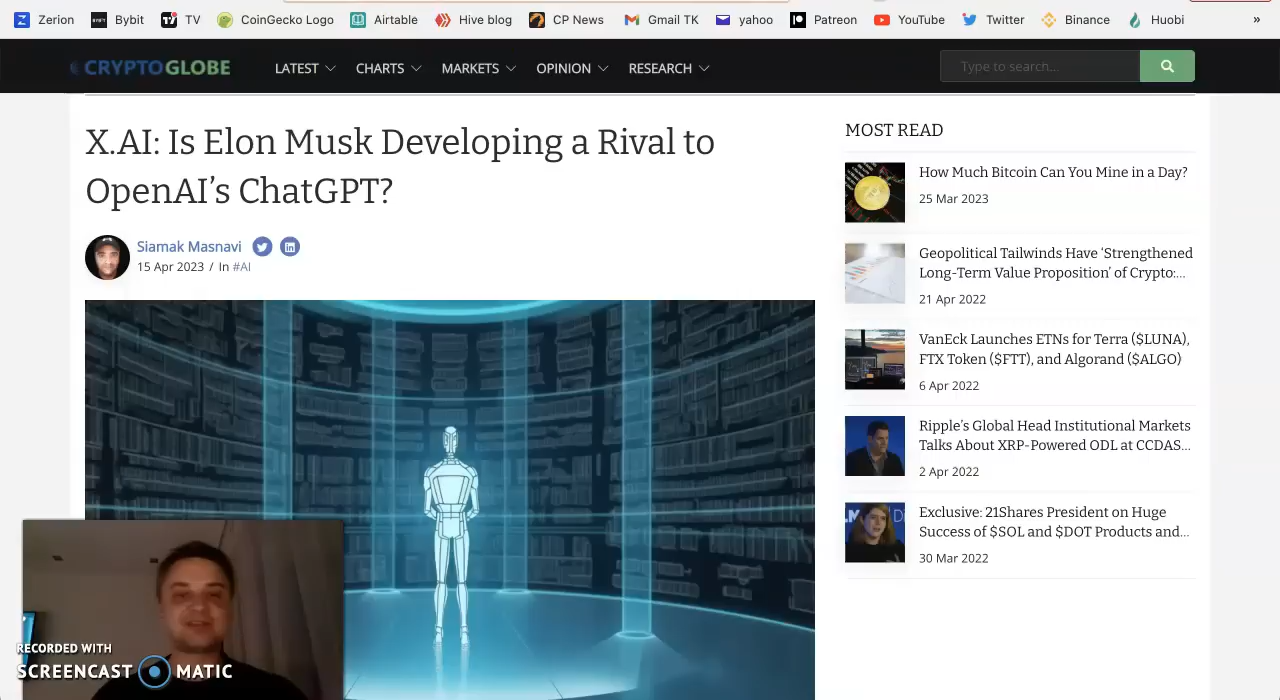 Zerion Bybit TV CoinGecko Logo Airtable Hive blog CP News Gmail TK yahoo Patreon YouTube Twitter Binance Huobi »
CRYPTOGLOBE LATEST CHARTS MARKETS OPINION RESEARCH Type to search...
X.AI: Is Elon Musk Developing a Rival to
OpenAI’s ChatGPT?
Siamak Masnavi
15 Apr 2023 / In #AI
MOST READ
How Much Bitcoin Can You Mine in a Day?
25 Mar 2023
Geopolitical Tailwinds Have ‘Strengthened
Long-Term Value Proposition’ of Crypto:...
21 Apr 2022
VanEck Launches ETNs for Terra ($LUNA),
FTX Token ($FTT), and Algorand ($ALGO)
6 Apr 2022
Ripple’s Global Head Institutional Markets
Talks About XRP-Powered ODL at CCDAS...
2 Apr 2022
Exclusive: 21Shares President on Huge
Success of $SOL and $DOT Products and...
30 Mar 2022
RECORDED WITH
SCREENCAST MATIC